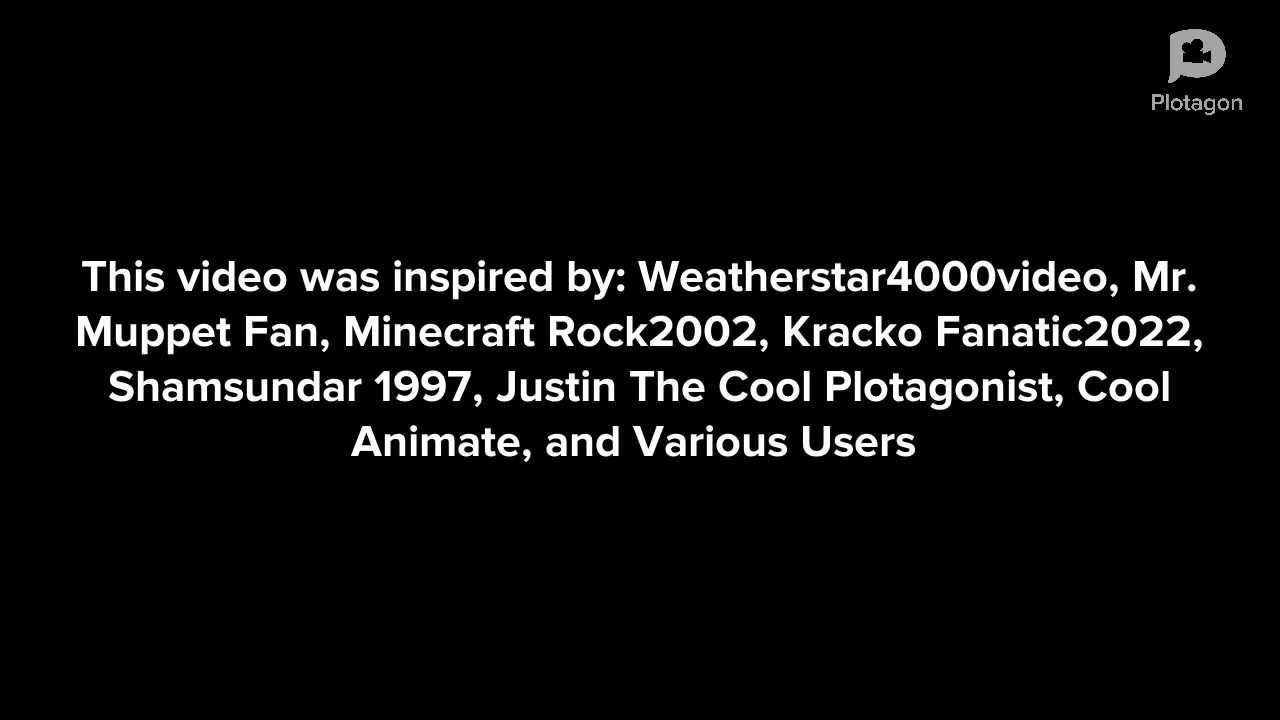 Plotagon
This video was inspired by: Weatherstar4000video, Mr.
Muppet Fan, Minecraft Rock2002, Kracko Fanatic2022,
Shamsundar 1997, Justin The Cool Plotagonist, Cool
Animate, and Various Users